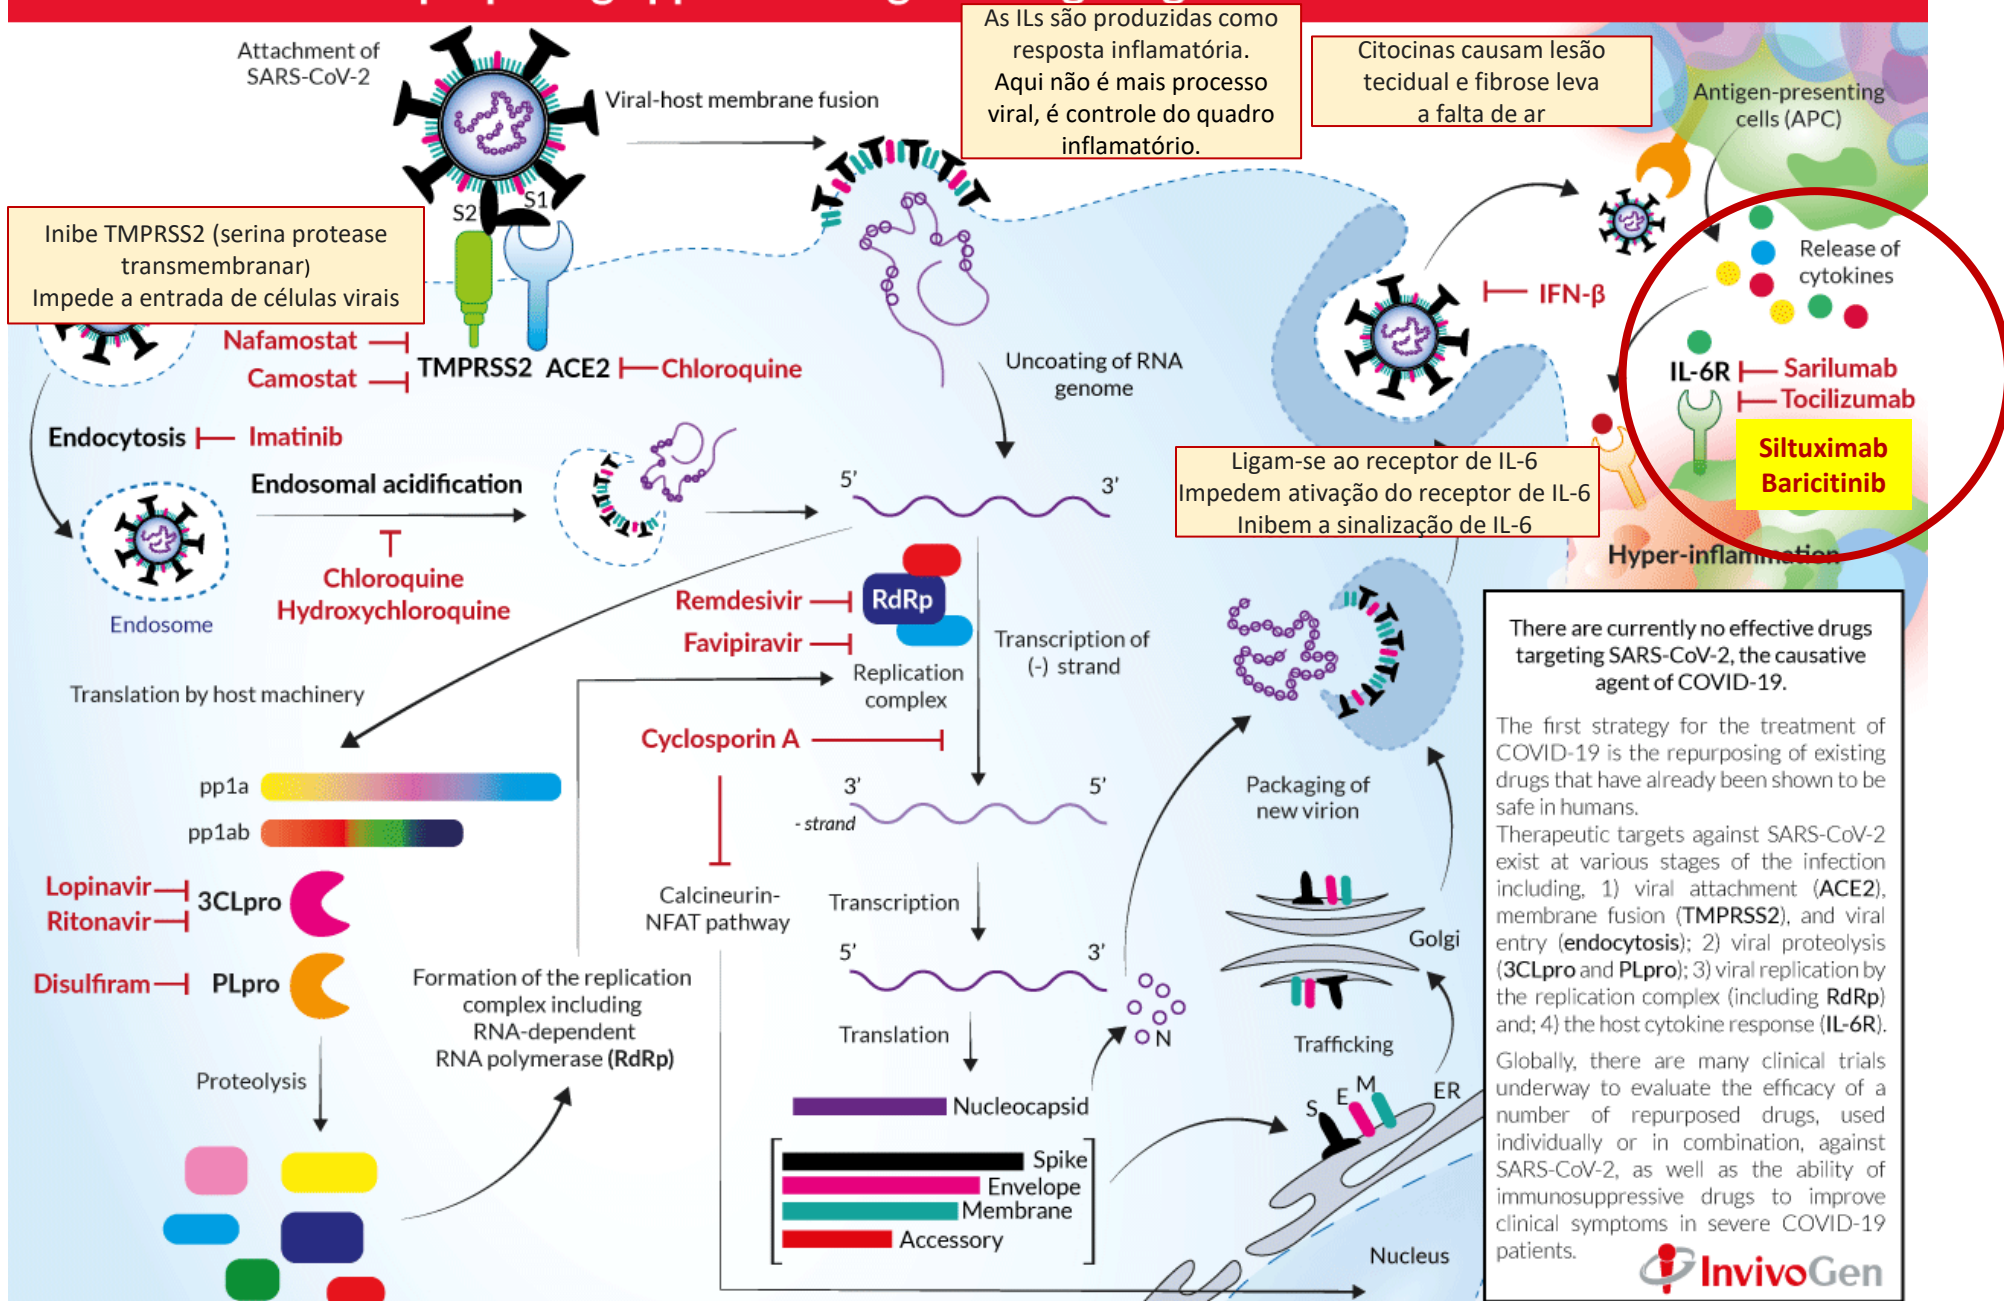 As ILs são produzidas como
resposta inflamatória.
Aqui não é mais processo
viral, é controle do quadro
inflamatório.
Citocinas causam lesão
tecidual e fibrose leva
a falta de ar
Attachment of
SARS-CoV-2
Viral-host membrane fusion
Antigen-presenting
cells (APC)
S2
S1
Inibe TMPRSS2 (serina protease
transmembranar)
Impede a entrada de células virais
Release of
cytokines
IFN-β
Nafamostat
Camostat
TMPRSS2
ACE2
Chloroquine
Uncoating of RNA
genome
IL-6R
Sarilumab
Tocilizumab
Siltuximab
Baricitinib
Endocytosis
Imatinib
Endosomal acidification
5’
3’
Ligam-se ao receptor de IL-6
Impedem ativação do receptor de IL-6
Inibem a sinalização de IL-6
Hyper-inflammation
Chloroquine
Hydroxychloroquine
Endosome
Remdesivir
Favipiravir
RdRp
Replication
complex
Transcription of
(-) strand
Translation by host machinery
Cyclosporin A
pp1a
pp1ab
3’
5’
- strand
Packaging of
new virion
Lopinavir
Ritonavir
3CLpro
Disulfiram
PLpro
Calcineurin-
NFAT pathway
Transcription
5’
3’
Golgi
Formation of the replication
complex including
RNA-dependent
RNA polymerase (RdRp)
Translation
N
Trafficking
Proteolysis
Nucleocapsid
Spike
Envelope
Membrane
Accessory
S
E
M
ER
Nucleus
There are currently no effective drugs
targeting SARS-CoV-2, the causative
agent of COVID-19.
The first strategy for the treatment of
COVID-19 is the repurposing of existing
drugs that have already been shown to be
safe in humans.
Therapeutic targets against SARS-CoV-2
exist at various stages of the infection
including, 1) viral attachment (ACE2),
membrane fusion (TMPRSS2), and viral
entry (endocytosis); 2) viral proteolysis
(3CLpro and PLpro); 3) viral replication by
the replication complex (including RdRp)
and; 4) the host cytokine response (IL-6R).
Globally, there are many clinical trials
underway to evaluate the efficacy of a
number of repurposed drugs, used
individually or in combination, against
SARS-CoV-2, as well as the ability of
immunosuppressive drugs to improve
clinical symptoms in severe COVID-19
patients.
InvivoGen